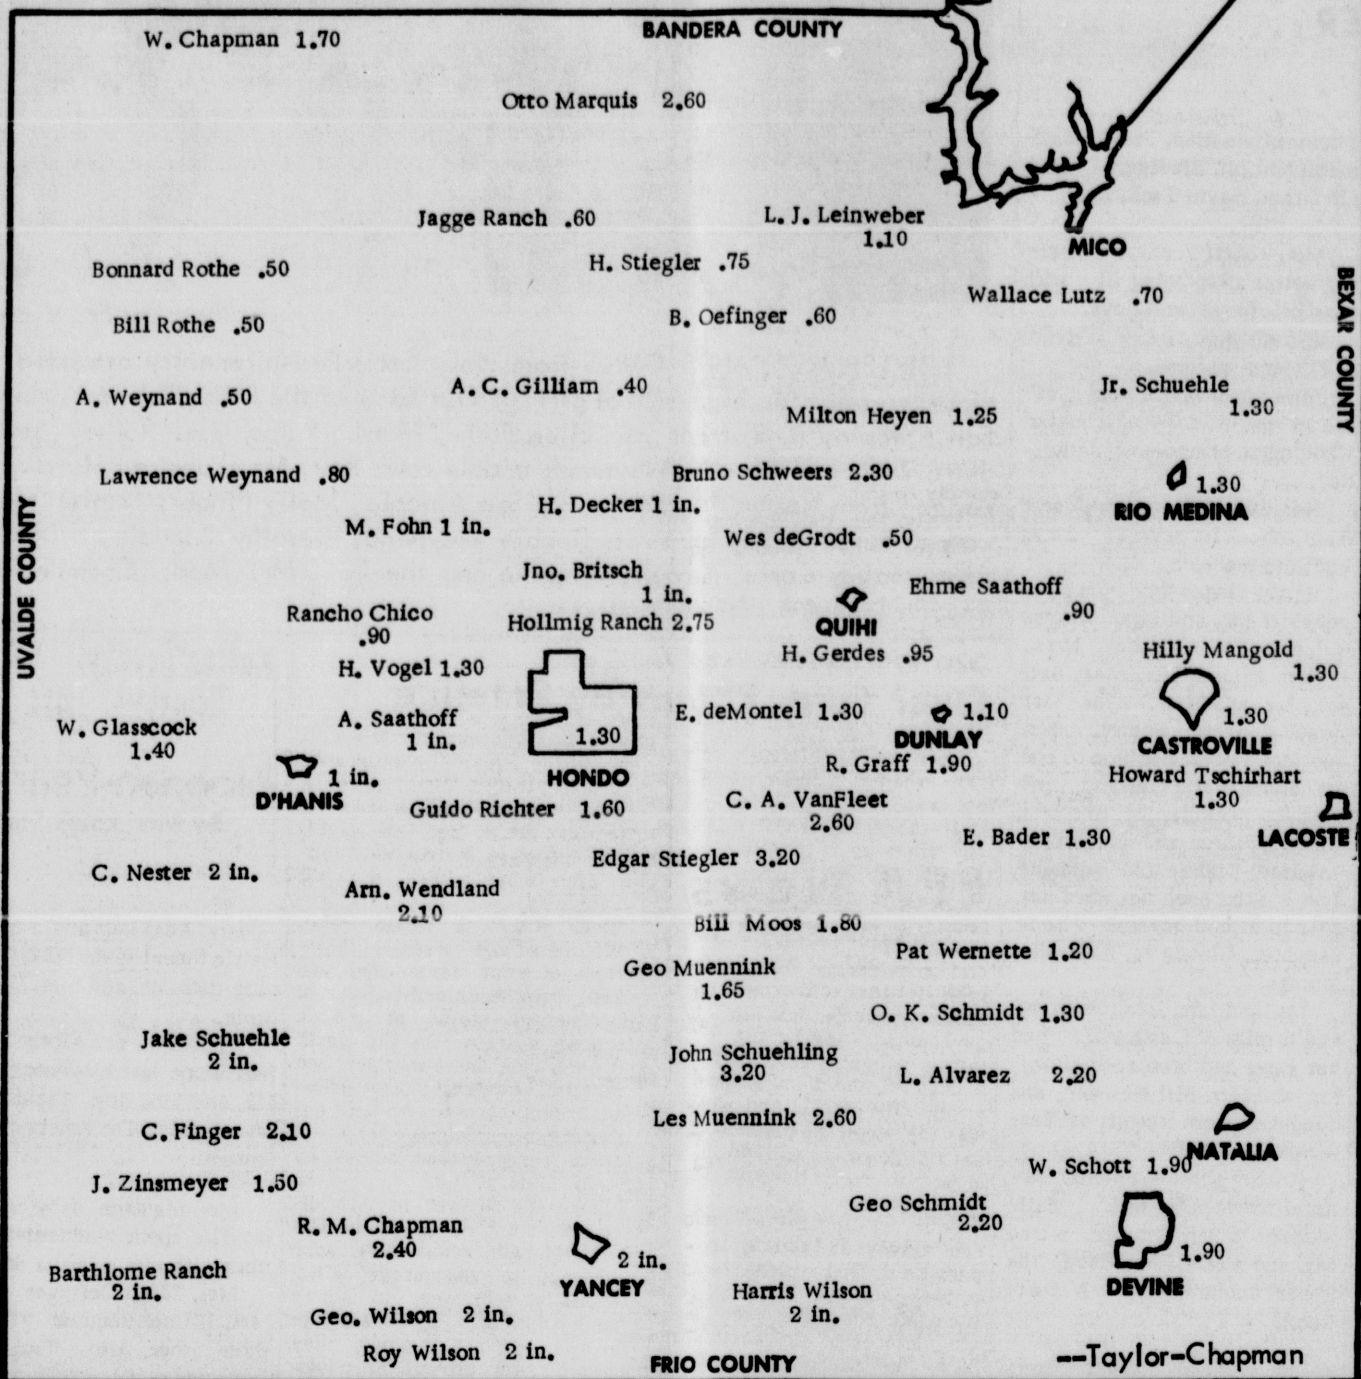 BANDERA COUNTY
W. Chapman 1.70
Otto Marquis 2.60
Jagge Ranch .60
L. J. Leinweber
1.10
MICO
H. Stiegler .75
Bonnard Rothe .50
Wallace Lutz .70
BEXAR COUNTY
Bill Rothe .50
B. Oefinger .60
A. Weynand .50
A. C. Gilliam .40
Jr. Schuehle
1.30
Milton Heyen 1.25
Lawrence Weynand .80
Bruno Schweers 2.30
1.30
RIO MEDINA
H. Decker 1 in.
M. Fohn 1 in.
Wes deGrodt .50
UVALDE COUNTY
Jno. Britsch
1 in.
Ehme Saathoff
.90
Rancho Chico
.90
Hollmig Ranch 2.75
QUIHI
H. Gerdes .95
Hilly Mangold
1.30
H. Vogel 1.30
W. Glasscock
1.40
A. Saathoff
1 in.
1.30
HONDO
E. deMontel 1.30
1.10
DUNLAY
1.30
CASTROVILLE
R. Graff 1.90
1 in.
D'HANIS
Howard Tschirhart
1.30
Guido Richter 1.60
C. A. VanFleet
2.60
E. Bader 1.30
LACOSTE
Edgar Stiegler 3.20
C. Nester 2 in.
Arn. Wendland
2.10
Bill Moos 1.80
Pat Wernette 1.20
Geo Muennink
1.65
O. K. Schmidt 1.30
Jake Schuehle
2 in.
John Schuehling
3.20
L. Alvarez 2.20
Les Muennink 2.60
C. Finger 2.10
NATALIA
W. Schott 1.90
J. Zinsmeyer 1.50
Geo Schmidt
2.20
R. M. Chapman
2.40
2 in.
YANCEY
1.90
DEVINE
Barthlome Ranch
2 in.
Harris Wilson
2 in.
Geo. Wilson 2 in.
Roy Wilson 2 in.
FRIO COUNTY
--Taylor-Chapman